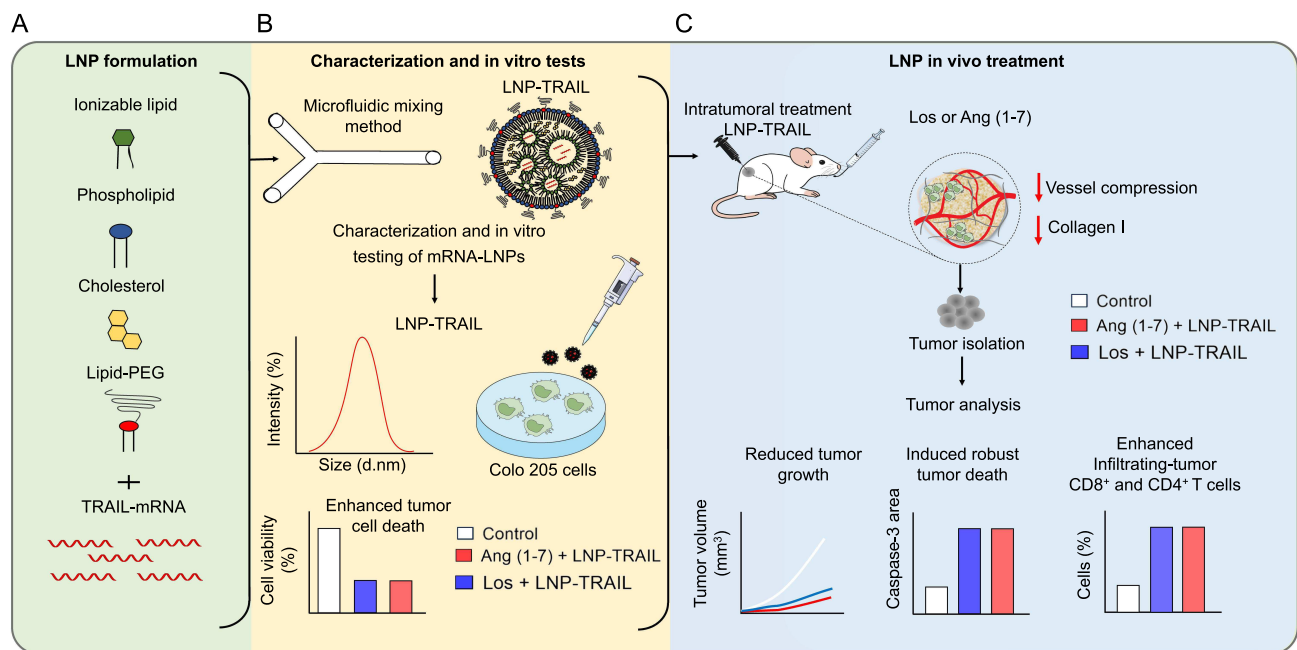 A
LNP formulation
Ionizable lipid
Phospholipid
Cholesterol
Lipid-PEG
TRAIL-mRNA
B
Characterization and in vitro tests
Microfluidic mixing
method
LNP-TRAIL
Characterization and in vitro
testing of mRNA-LNPs
LNP-TRAIL
Intensity (%)
Size (d.nm)
Colo 205 cells
Enhanced tumor
cell death
Cell viability
(%)
Control
Ang (1-7) + LNP-TRAIL
Los + LNP-TRAIL
C
LNP in vivo treatment
Intratumoral treatment
LNP-TRAIL
Los or Ang (1-7)
Vessel compression
Collagen I
Tumor isolation
Tumor analysis
Control
Ang (1-7) + LNP-TRAIL
Los + LNP-TRAIL
Reduced tumor
growth
Tumor volume
(mm³)
Induced robust
tumor death
Caspase-3 area
Enhanced
Infiltrating-tumor
CD8⁺ and CD4⁺ T cells
Cells (%)